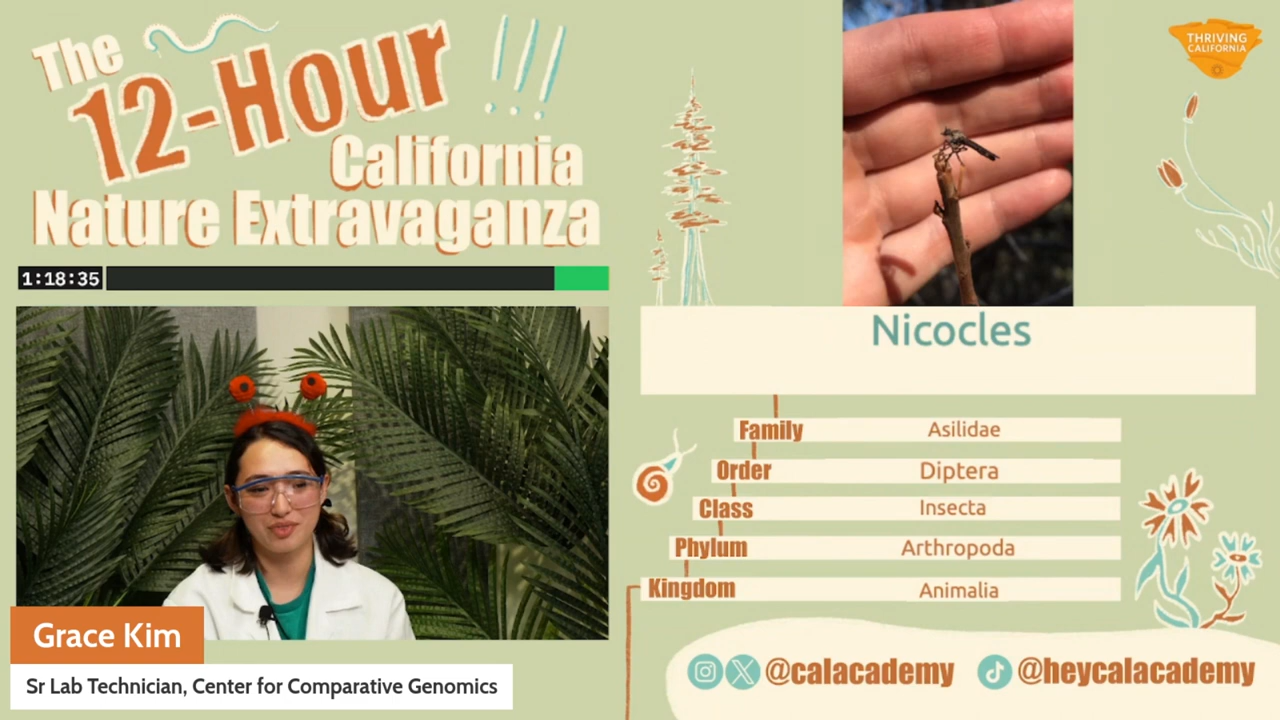 The
12-Hour !!!
California
Nature Extravaganza
1:18:35
Grace Kim
Sr Lab Technician, Center for Comparative Genomics
THRIVING
CALIFORNIA
Nicocles
Family Asilidae
Order Diptera
Class Insecta
Phylum Arthropoda
Kingdom Animalia
@calacademy @heycalacademy